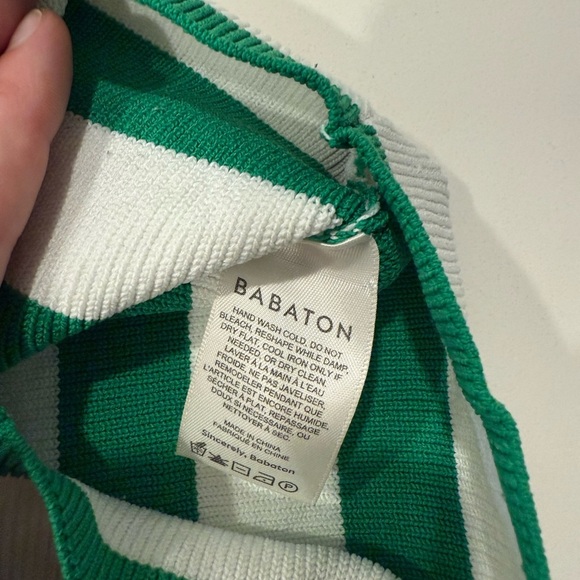 BABATON
HAND WASH COLD. DO NOT
BLEACH. RESHAPE WHILE DAMP.
DRY FLAT. COOL IRON ONLY IF
NEEDED, OR DRY CLEAN.
LAVER À LA MAIN À L'EAU
FROIDE. NE PAS JAVELISER.
REMODELER PENDANT QUE
L'ARTICLE EST ENCORE HUMIDE.
SÉCHER À PLAT. REPASSAGE
DOUX SI NECESSAIRE, OU
NETTOYER À SEC.
MADE IN CHINA
FABRIQUÉ EN CHINE
Sincerely, Babaton
P